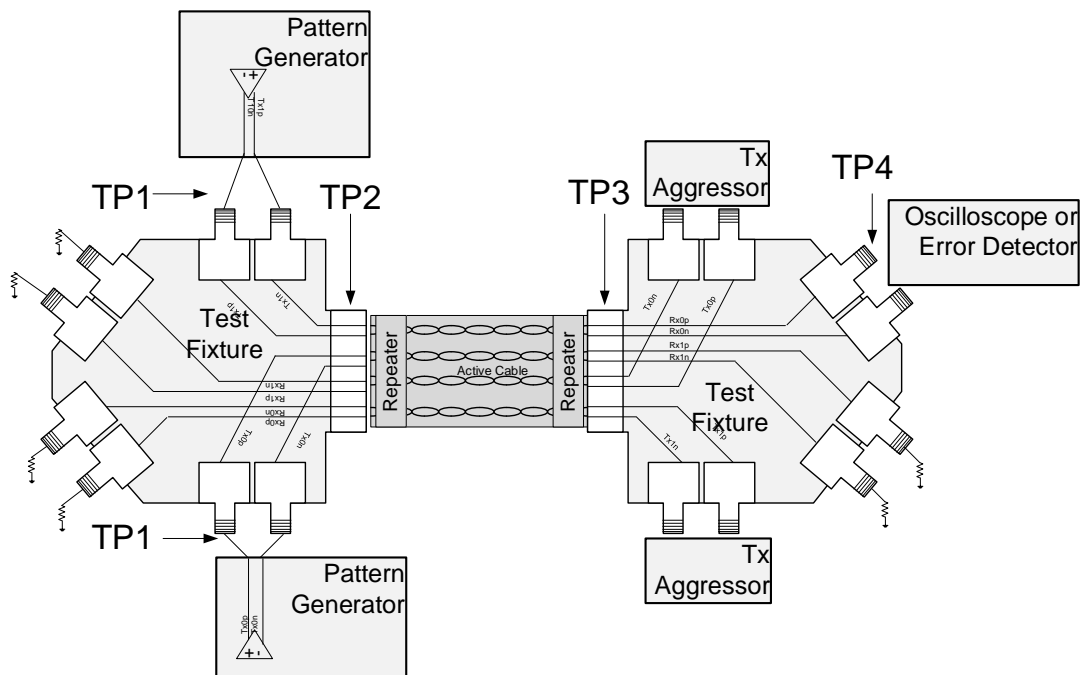 Pattern
Generator
T10n
Tx1p
TP1
TP2
TP3
Tx
Aggressor
TP4
Oscilloscope or
Error Detector
Tx1p
Tx1n
Test
Fixture
Rx1n
Rx1p
Rx0n
Rx0p
Tx0p
Tx0n
Repeater
Active Cable
Repeater
Tx0n
Tx0p
Rx0p
Rx0n
Rx1p
Rx1n
Test
Fixture
Tx1n
Tx1p
TP1
Pattern
Generator
Tx0p
Tx0n
Tx
Aggressor